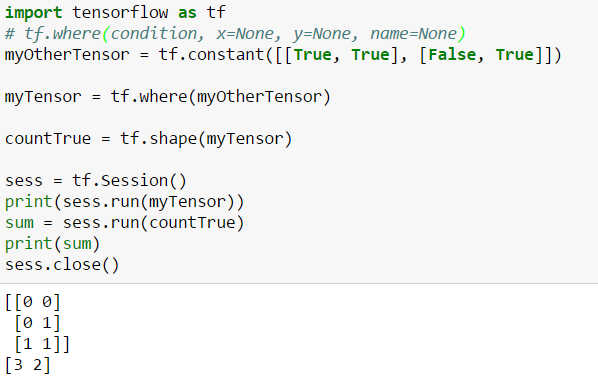 import tensorflow as tf
# tf.where(condition, x=None, y=None, name=None)
myOtherTensor = tf.constant([[True, True], [False, True]])
myTensor = tf.where(myOtherTensor)
countTrue = tf.shape(myTensor)
sess = tf.Session()
print(sess.run(myTensor))
sum = sess.run(countTrue)
print(sum)
sess.close()
[[0 0]
 [0 1]
 [1 1]]
[3 2]